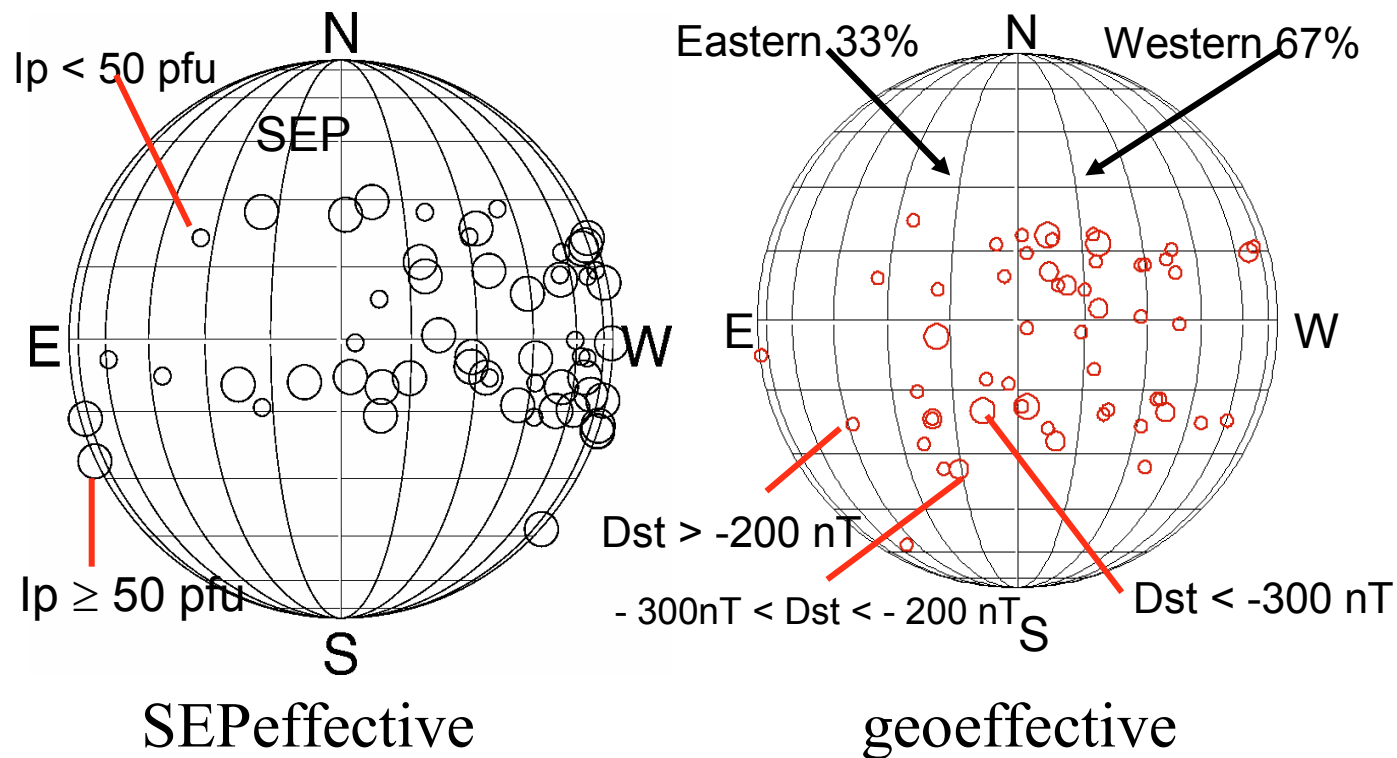 N
Ip < 50 pfu
SEP
E
W
Ip ≥ 50 pfu
S
SEPeffective
Eastern 33%
N
Western 67%
E
W
Dst > -200 nT
- 300nT < Dst < - 200 nT
Dst < -300 nT
S
geoeffective